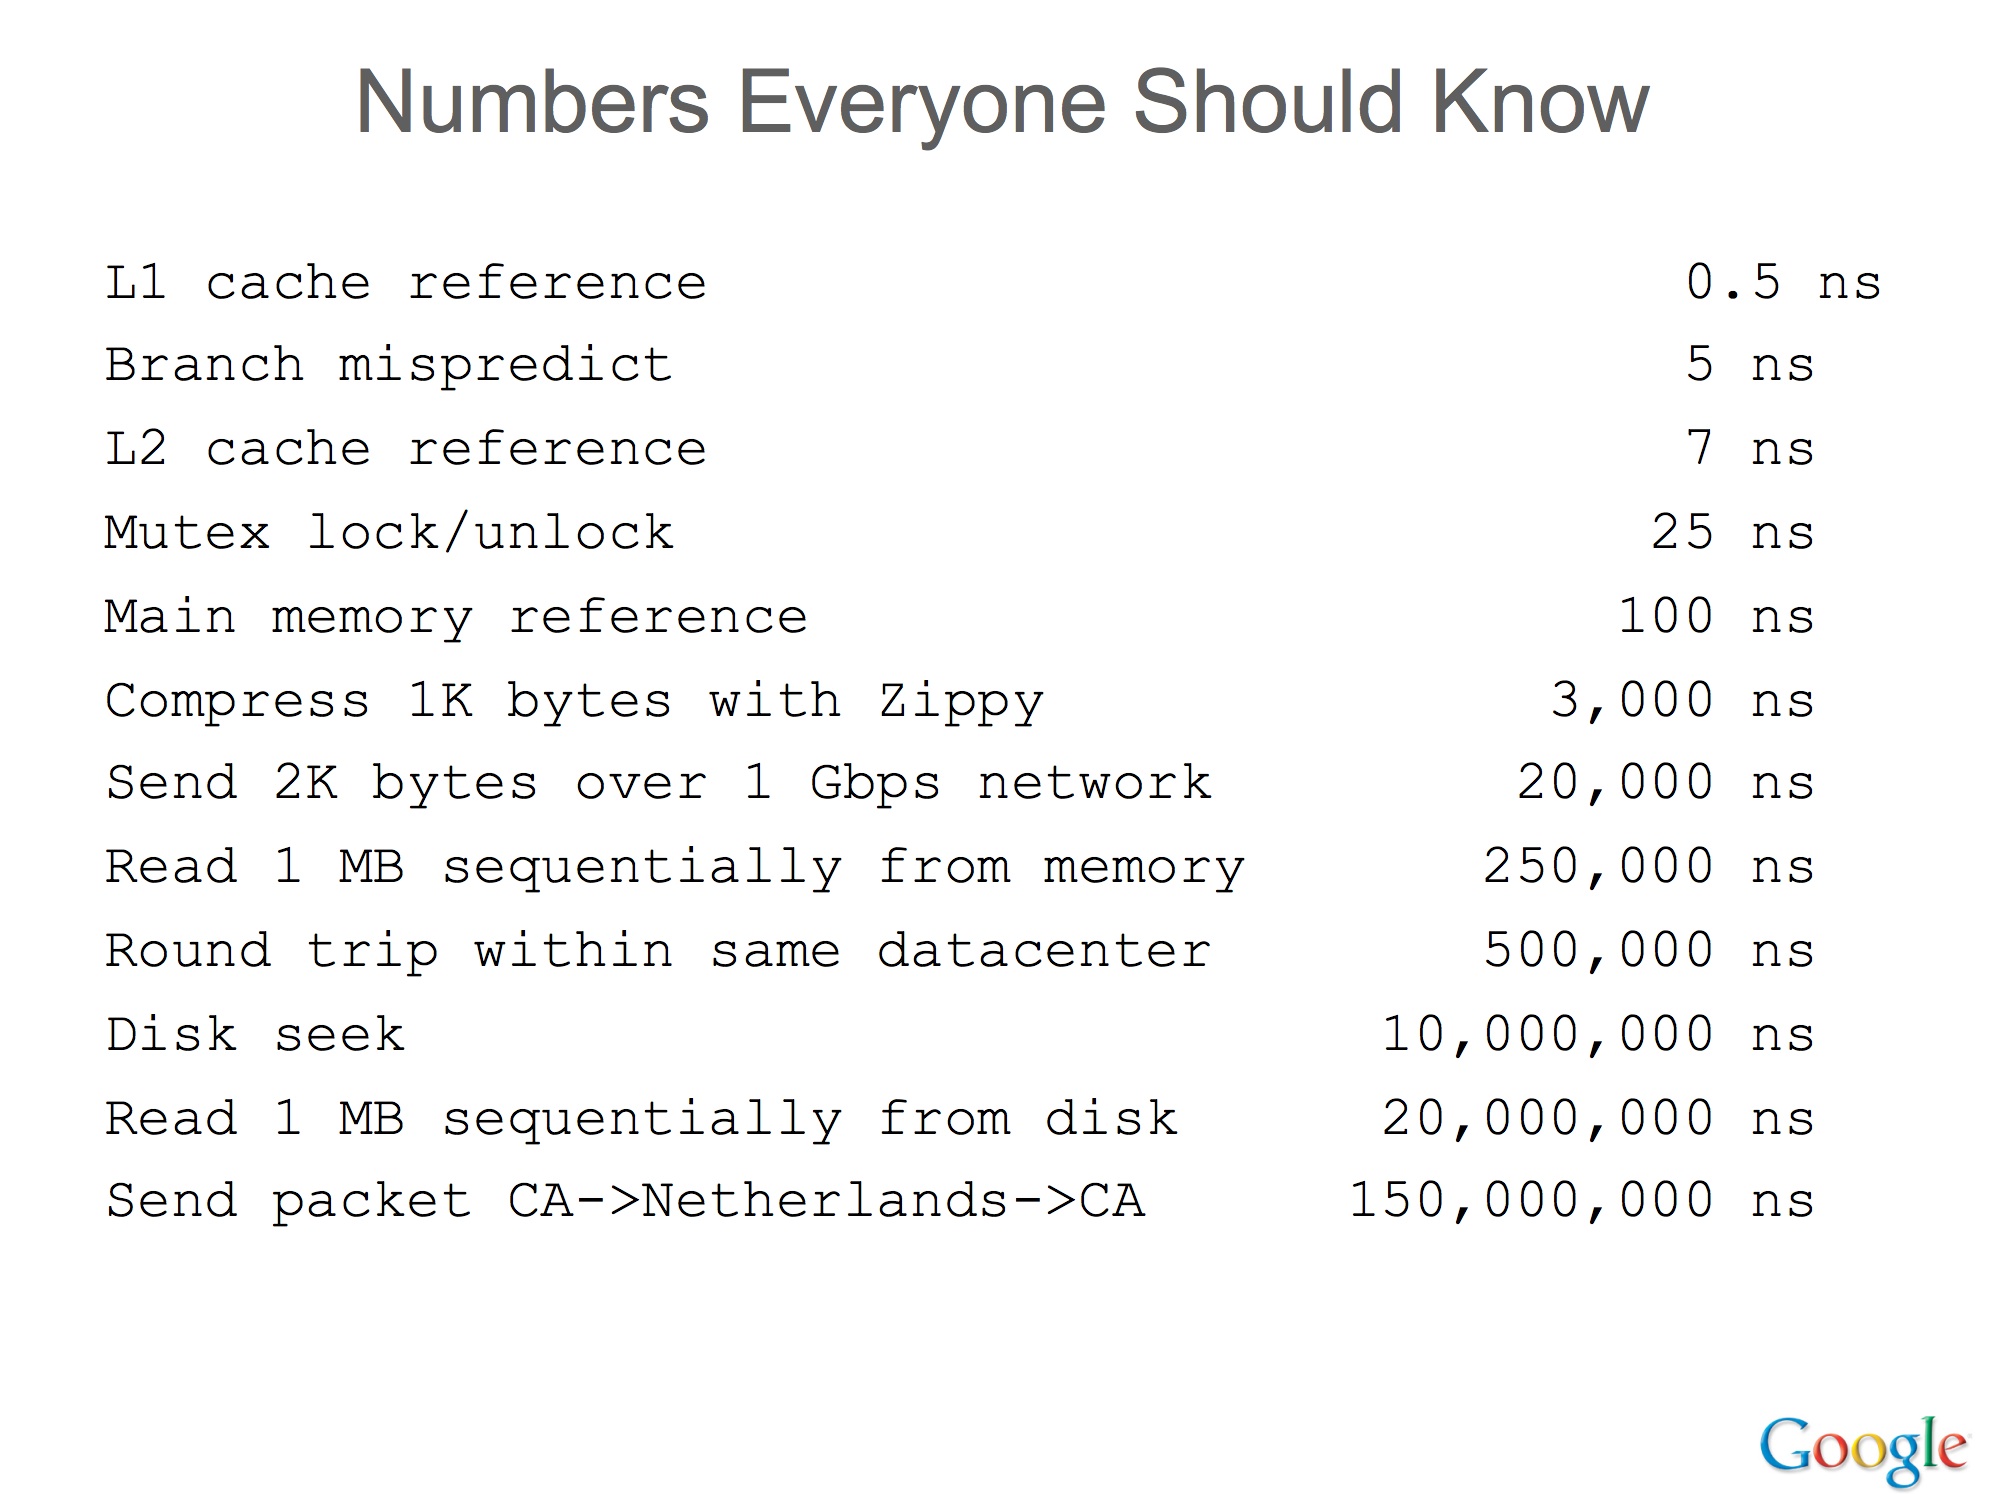 Numbers Everyone Should Know
L1 cache reference 0.5 ns
Branch mispredict 5 ns
L2 cache reference 7 ns
Mutex lock/unlock 25 ns
Main memory reference 100 ns
Compress 1K bytes with Zippy 3,000 ns
Send 2K bytes over 1 Gbps network 20,000 ns
Read 1 MB sequentially from memory 250,000 ns
Round trip within same datacenter 500,000 ns
Disk seek 10,000,000 ns
Read 1 MB sequentially from disk 20,000,000 ns
Send packet CA->Netherlands->CA 150,000,000 ns
Google